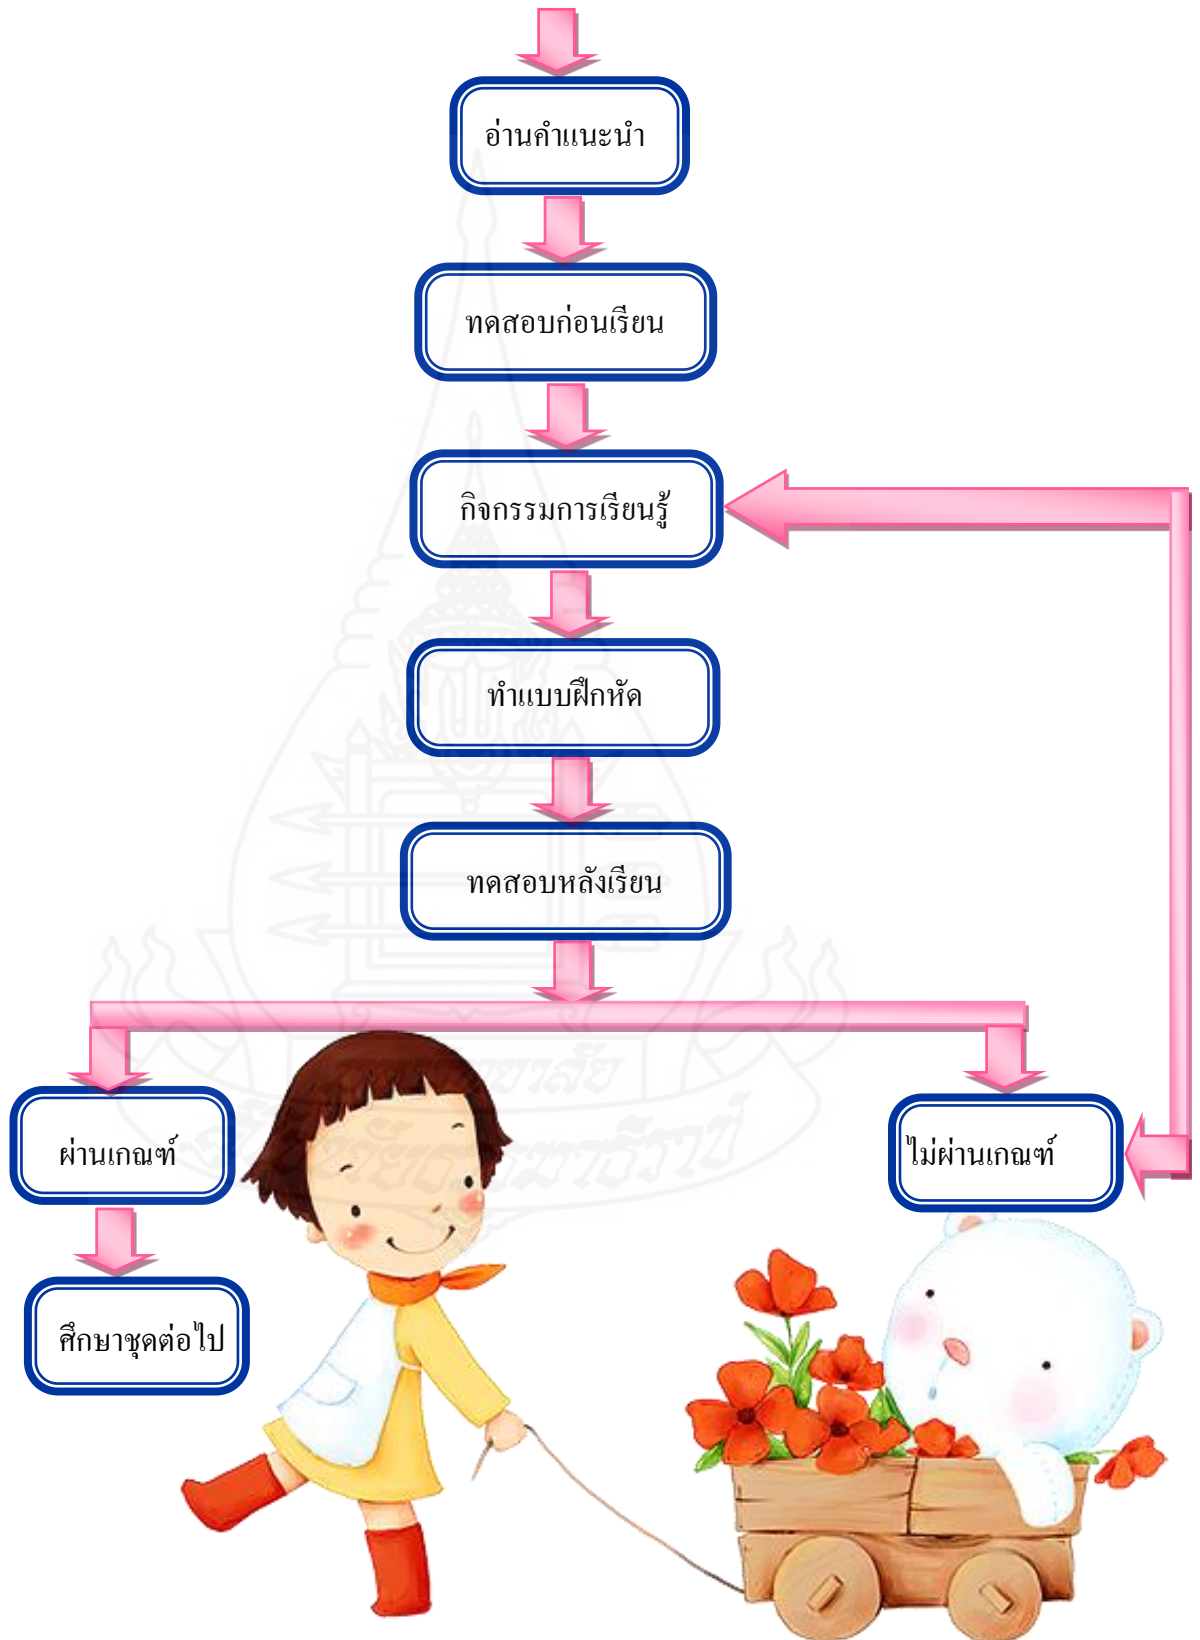 อ่านคำแนะนำ
ทดสอบก่อนเรียน
กิจกรรมการเรียนรู้
ทำแบบฝึกหัด
ทดสอบหลังเรียน
ผ่านเกณฑ์
ไม่ผ่านเกณฑ์
ศึกษาชุดต่อไป